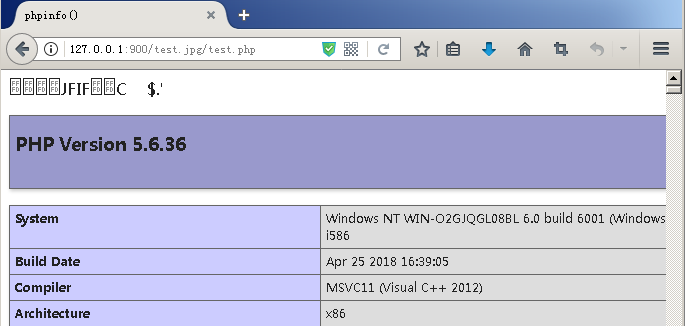 phpinfo()
127.0.0.1:900/test.jpg/test.php
JFIF C $.'
PHP Version 5.6.36
System
Windows NT WIN-O2GJQGL08BL 6.0 build 6001 (Windows
i586
Build Date
Apr 25 2018 16:39:05
Compiler
MSVC11 (Visual C++ 2012)
Architecture
x86